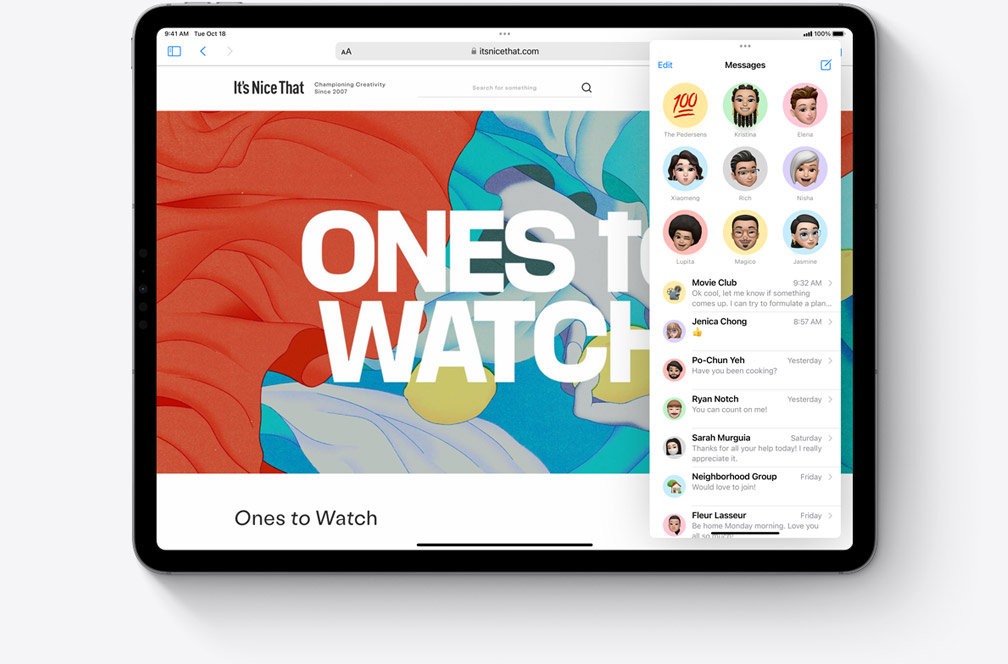 9:41 AM Tue Oct 18
100%
AA
itsnicethat.com
It's Nice That
Championing Creativity
Since 2007
Search for something
ONES to
WATCH
Ones to Watch
Edit
Messages
100
The Pedersens
Kristina
Elena
Xiaomeng
Rich
Nisha
Lupita
Magico
Jasmine
Movie Club 9:32 AM
Ok cool, let me know if something
comes up. I can try to formulate a plan...
Jenica Chong 8:57 AM
👍
Po-Chun Yeh Yesterday
Have you been cooking?
Ryan Notch Yesterday
You can count on me!
Sarah Murguia Saturday
Thanks for all your help today! I really
appreciate it.
Neighborhood Group Friday
Would love to join!
Fleur Lasseur Friday
Be home Monday morning. Love you
all so much!